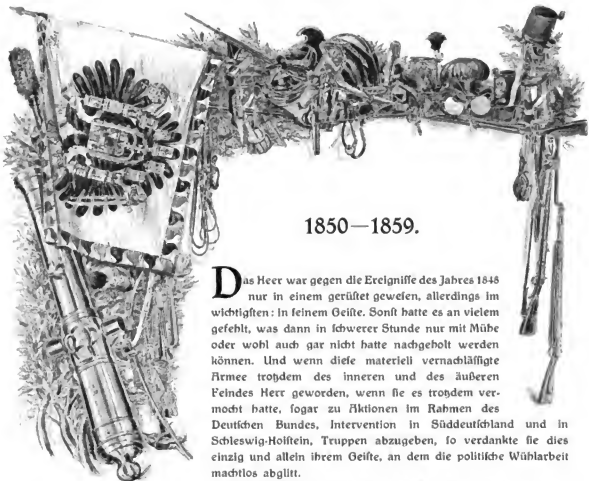 1850—1859.
Das Heer war gegen die Ereigniſſe des Jahres 1848
nur in einem gerüſtet geweſen, allerdings im
wichtigſten: in ſeinem Geiſte. Sonſt hatte es an vielem
gefehlt, was dann in ſchwerer Stunde nur mit Mühe
oder wohl auch gar nicht hatte nachgeholt werden
können. Und wenn dieſe materiell vernachläſſigte
Armee troßdem des inneren und des äußeren
Feindes Herr geworden, wenn ſie es trotzdem ver-
mocht hatte, ſogar zu Aktionen im Rahmen des
Deutſchen Bundes, Intervention in Süddeutſchland und in
Schleswig-Holſtein, Truppen abzugeben, ſo verdankte ſie dies
einzig und allein ihrem Geiſte, an dem die politiſche Wühlarbeit
machtlos abglitt.